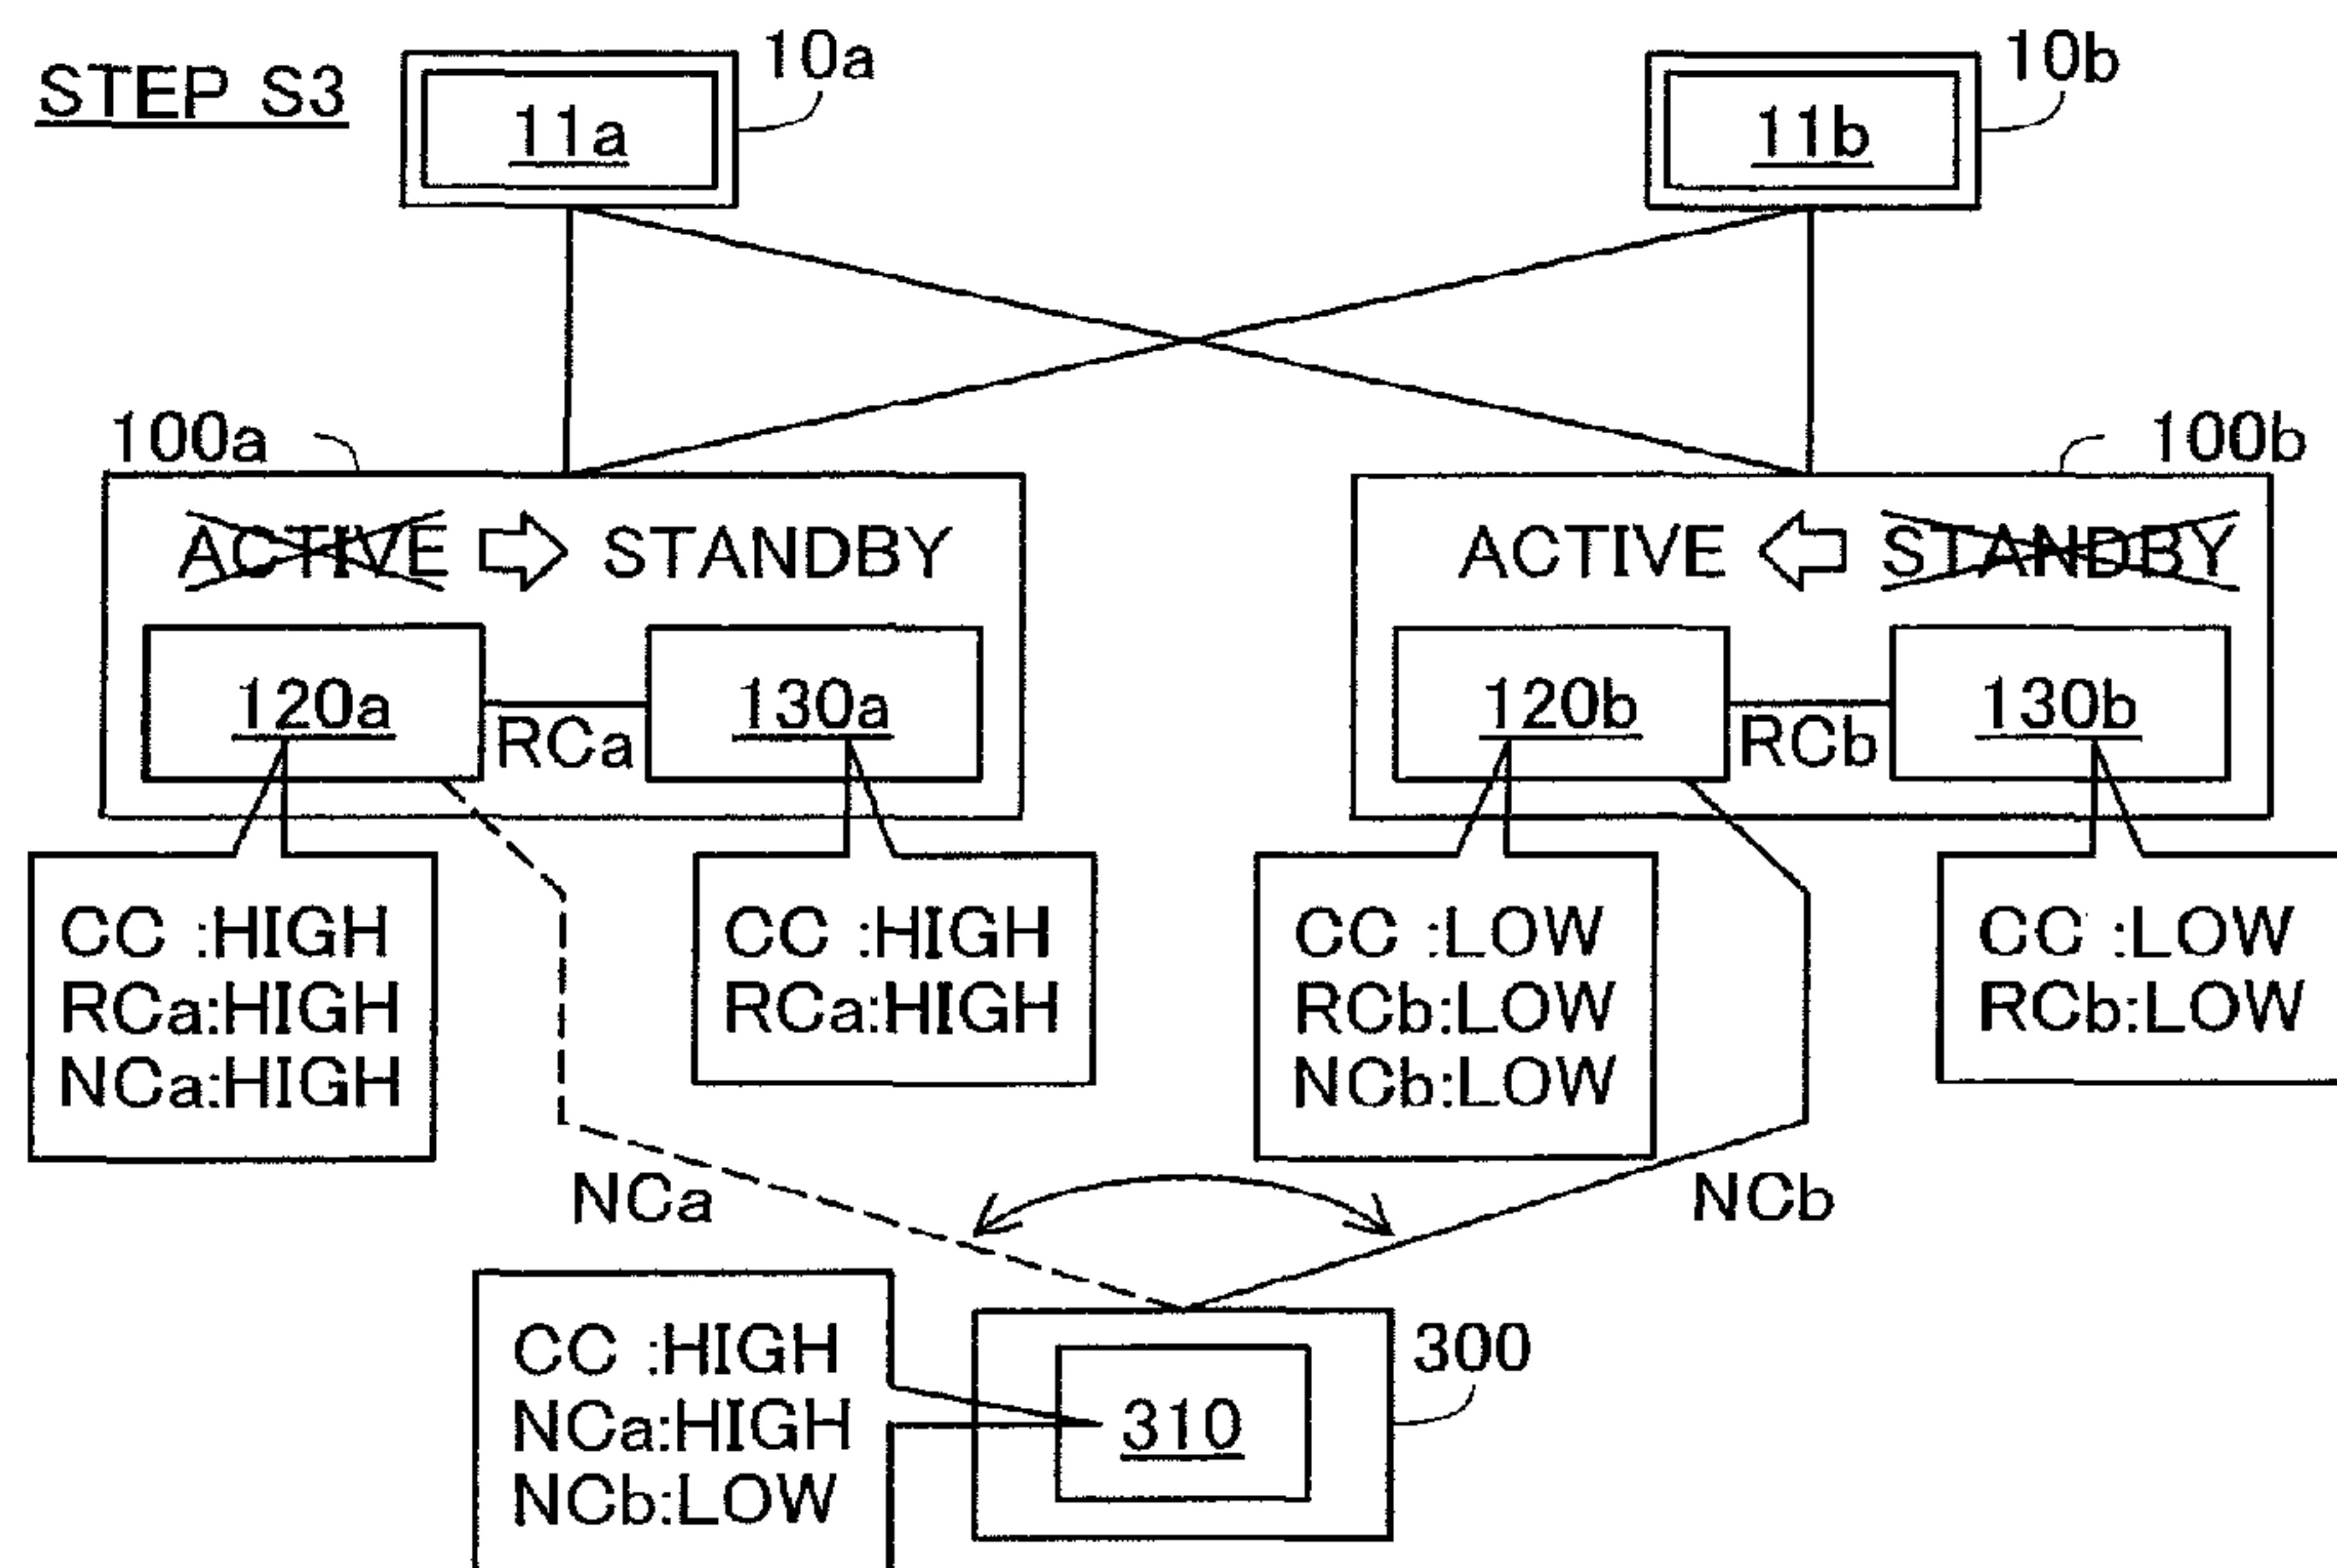 STEP S3
10a
10b
11a
11b
100a
100b
ACTIVE
STANDBY
ACTIVE
STANDBY
120a
RCa
130a
120b
RCb
130b
CC :HIGH
RCa:HIGH
NCa:HIGH
CC :HIGH
RCa:HIGH
CC :LOW
RCb:LOW
NCb:LOW
CC :LOW
RCb:LOW
NCa
NCb
CC :HIGH
NCa:HIGH
NCb:LOW
300
310